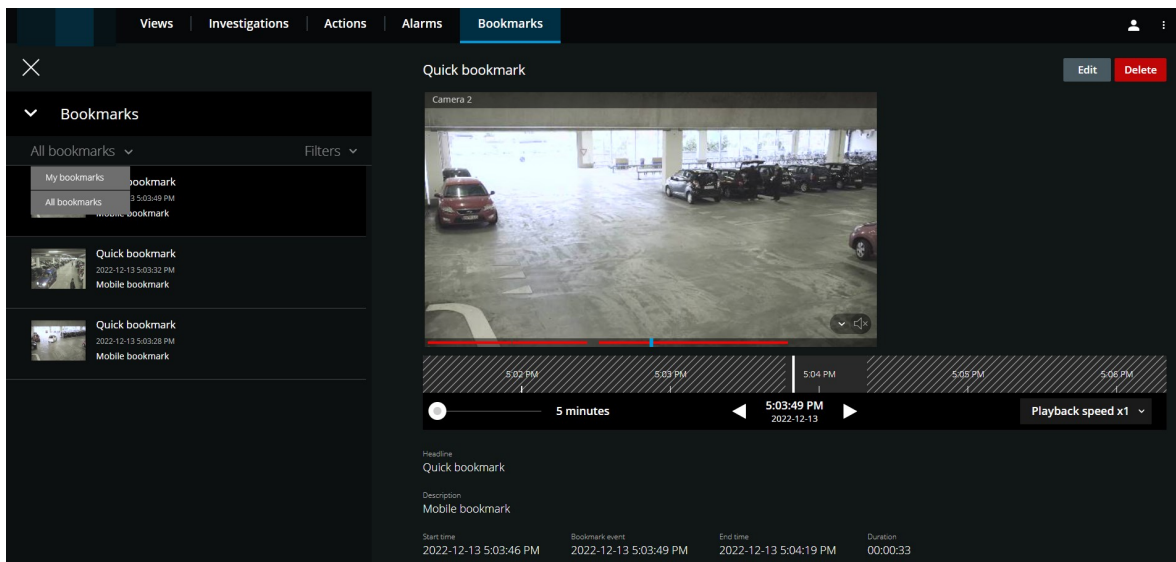 Views
Investigations
Actions
Alarms
Bookmarks
Quick bookmark
Edit
Delete
Bookmarks
All bookmarks
Filters
My bookmarks
All bookmarks
bookmark
3 5:03:49 PM
Mobile bookmark
Quick bookmark
2022-12-13 5:03:32 PM
Mobile bookmark
Quick bookmark
2022-12-13 5:03:28 PM
Mobile bookmark
Camera 2
5:02 PM
5:03 PM
5:04 PM
5:05 PM
5:06 PM
5 minutes
5:03:49 PM
2022-12-13
Playback speed x1
Headline
Quick bookmark
Description
Mobile bookmark
Start time
2022-12-13 5:03:46 PM
Bookmark event
2022-12-13 5:03:49 PM
End time
2022-12-13 5:04:19 PM
Duration
00:00:33